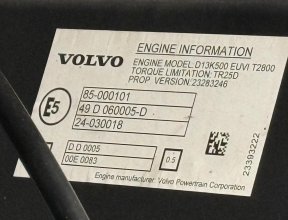 VOLVO
ENGINE INFORMATION
ENGINE MODEL: D13K500 EUVI T2800
TORQUE LIMITATION: TR25D
PROP VERSION: 23283246
E5
85-000101
49 D 060005-D
24-030018
D D 0005
00E 0083
0.5
23393222
Engine manufacturer: Volvo Powertrain Corporation